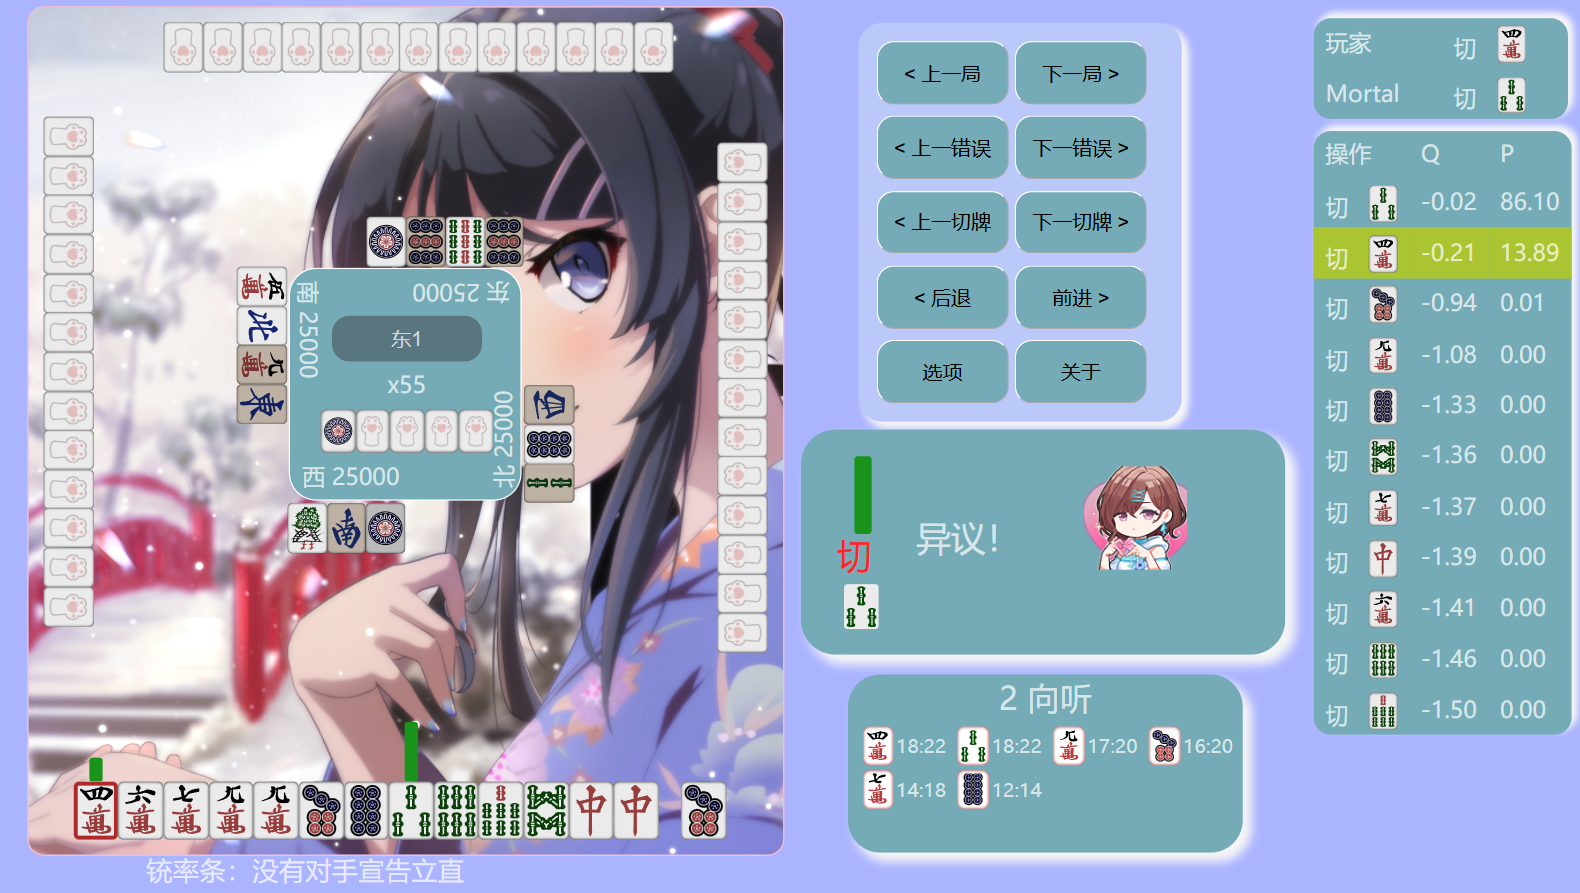 南 25000
东 25000
东1
x55
西 25000
北 25000
铳率条：没有对手宣告立直
< 上一局
下一局 >
< 上一错误
下一错误 >
< 上一切牌
下一切牌 >
< 后退
前进 >
选项
关于
切
异议！
2 向听
18:22 18:22 17:20 16:20
14:18 12:14
玩家 切
Mortal 切
操作 Q P
切 -0.02 86.10
切 -0.21 13.89
切 -0.94 0.01
切 -1.08 0.00
切 -1.33 0.00
切 -1.36 0.00
切 -1.37 0.00
切 -1.39 0.00
切 -1.41 0.00
切 -1.46 0.00
切 -1.50 0.00